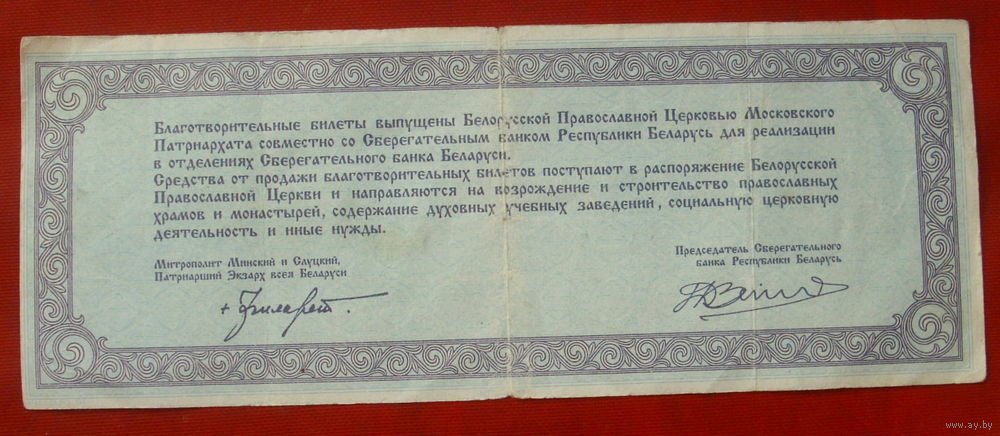 Благотворительные билеты выпущены Белорусской Православной Церковью Московского
Патриархата совместно со Сберегательным банком Республики Беларусь для реализации
в отделениях Сберегательного банка Беларуси.
Средства от продажи благотворительных билетов поступают в распоряжение Белорусской
Православной Церкви и направляются на возрождение и строительство православных
храмов и монастырей, содержание духовных учебных заведений, социальную церковную
деятельность и иные нужды.
Митрополит Минский и Слуцкий,
Патриарший Экзарх всея Беларуси
+ Филарет.
Председатель Сберегательного
банка Республики Беларусь
www.ay.by